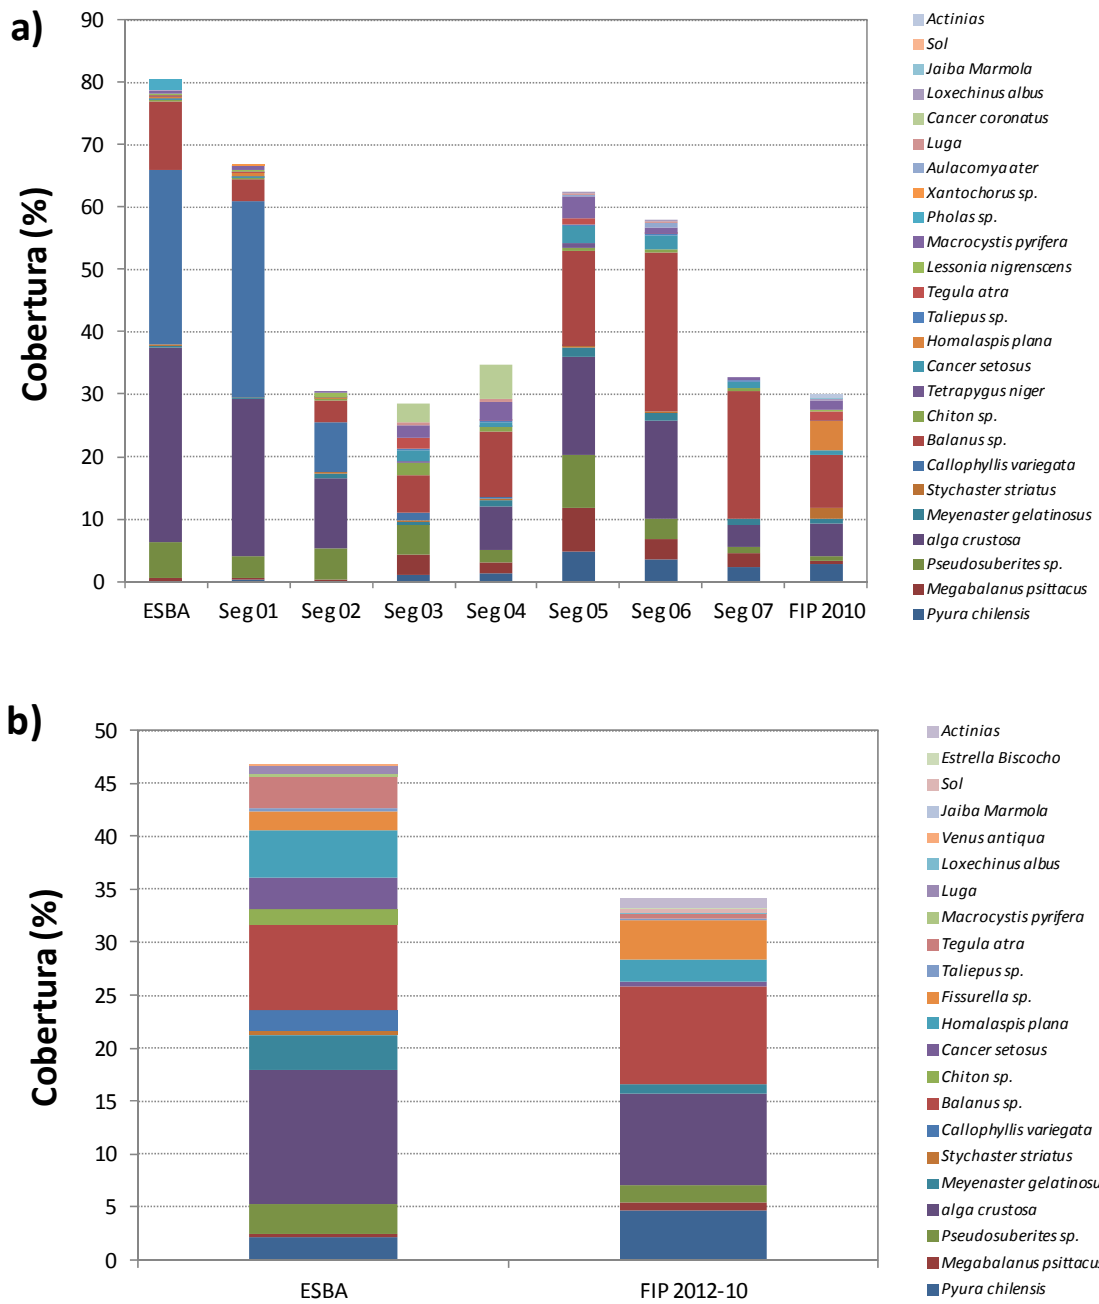 a)
Cobertura (%)
90
80
70
60
50
40
30
20
10
0
ESBA Seg 01 Seg 02 Seg 03 Seg 04 Seg 05 Seg 06 Seg 07 FIP 2010
Actinias
Sol
Jaiba Marmola
Loxechinus albus
Cancer coronatus
Luga
Aulacomya ater
Xantochorus sp.
Pholas sp.
Macrocystis pyrifera
Lessonia nigrenscens
Tegula atra
Taliepus sp.
Homalaspis plana
Cancer setosus
Tetrapygus niger
Chiton sp.
Balanus sp.
Callophyllis variegata
Stychaster striatus
Meyenaster gelatinosus
alga crustosa
Pseudosuberites sp.
Megabalanus psittacus
Pyura chilensis
b)
Cobertura (%)
50
45
40
35
30
25
20
15
10
5
0
ESBA FIP 2012-10
Actinias
Estrella Biscocho
Sol
Jaiba Marmola
Venus antiqua
Loxechinus albus
Luga
Macrocystis pyrifera
Tegula atra
Taliepus sp.
Fissurella sp.
Homalaspis plana
Cancer setosus
Chiton sp.
Balanus sp.
Callophyllis variegata
Stychaster striatus
Meyenaster gelatinosu
alga crustosa
Pseudosuberites sp.
Megabalanus psittacus
Pyura chilensis